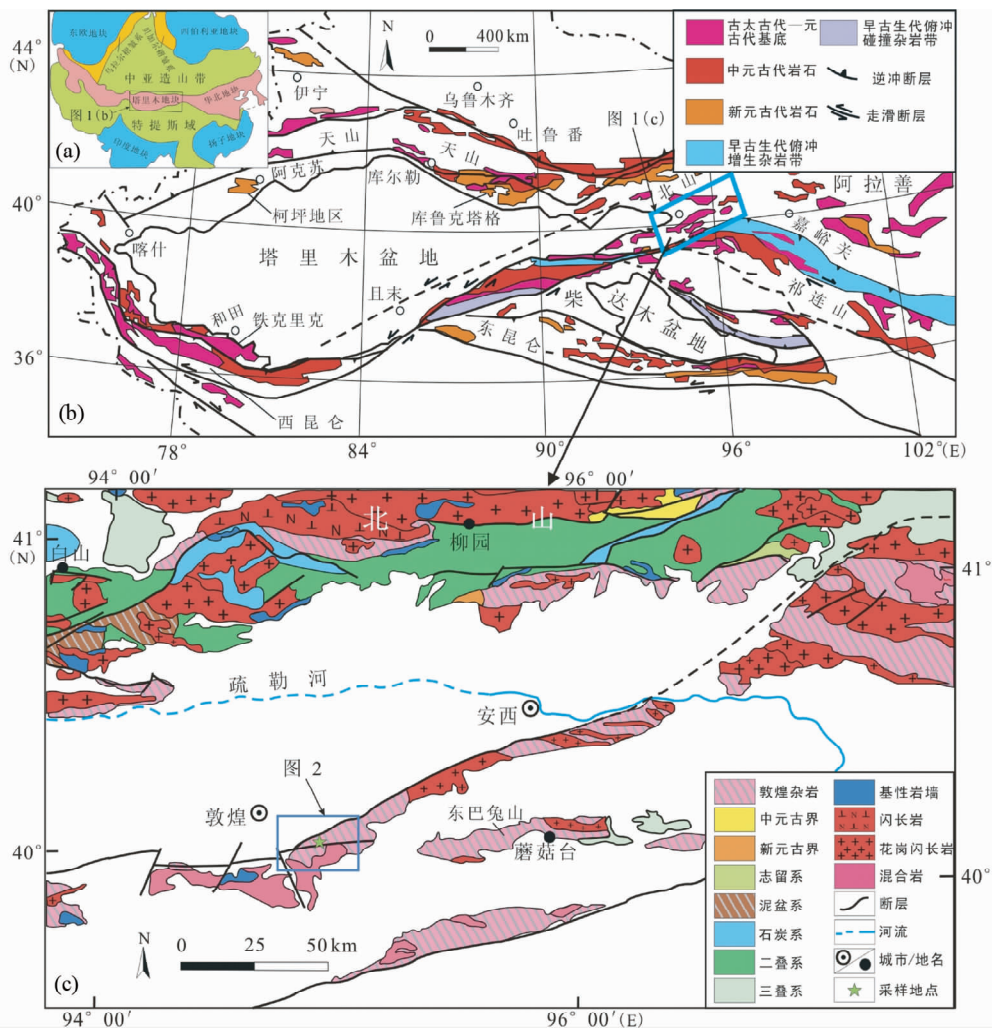 东欧地块
西伯利亚地块
中亚造山带
塔里木地块
华北地块
图1(b)
特提斯域
印度地块
扬子地块
(a)
44°
(N)
40°
36°
N
0 400 km
古太古代—元
古代基底
中元古代岩石
新元古代岩石
早古生代俯冲
增生杂岩带
早古生代俯冲
碰撞杂岩带
逆冲断层
走滑断层
伊宁
乌鲁木齐
图1(c)
天山
吐鲁番
天山
阿克苏
库尔勒
北山
阿拉善
柯坪地区
库鲁克塔格
嘉峪关
喀什
塔里木盆地
且末
祁连山
和田
铁克里克
柴达木盆地
东昆仑
西昆仑
(b)
78°
84°
90°
96°
102°(E)
94° 00′
96° 00′
41°
(N)
北山
柳园
白山
41°
疏勒河
安西
图 2
敦煌
东巴兔山
蘑菇台
40°
40°
N
0 25 50 km
(c)
94° 00′
96° 00′ (E)
敦煌杂岩
中元古界
新元古界
志留系
泥盆系
石炭系
二叠系
三叠系
基性岩墙
闪长岩
花岗闪长岩
混合岩
断层
河流
城市/地名
采样地点